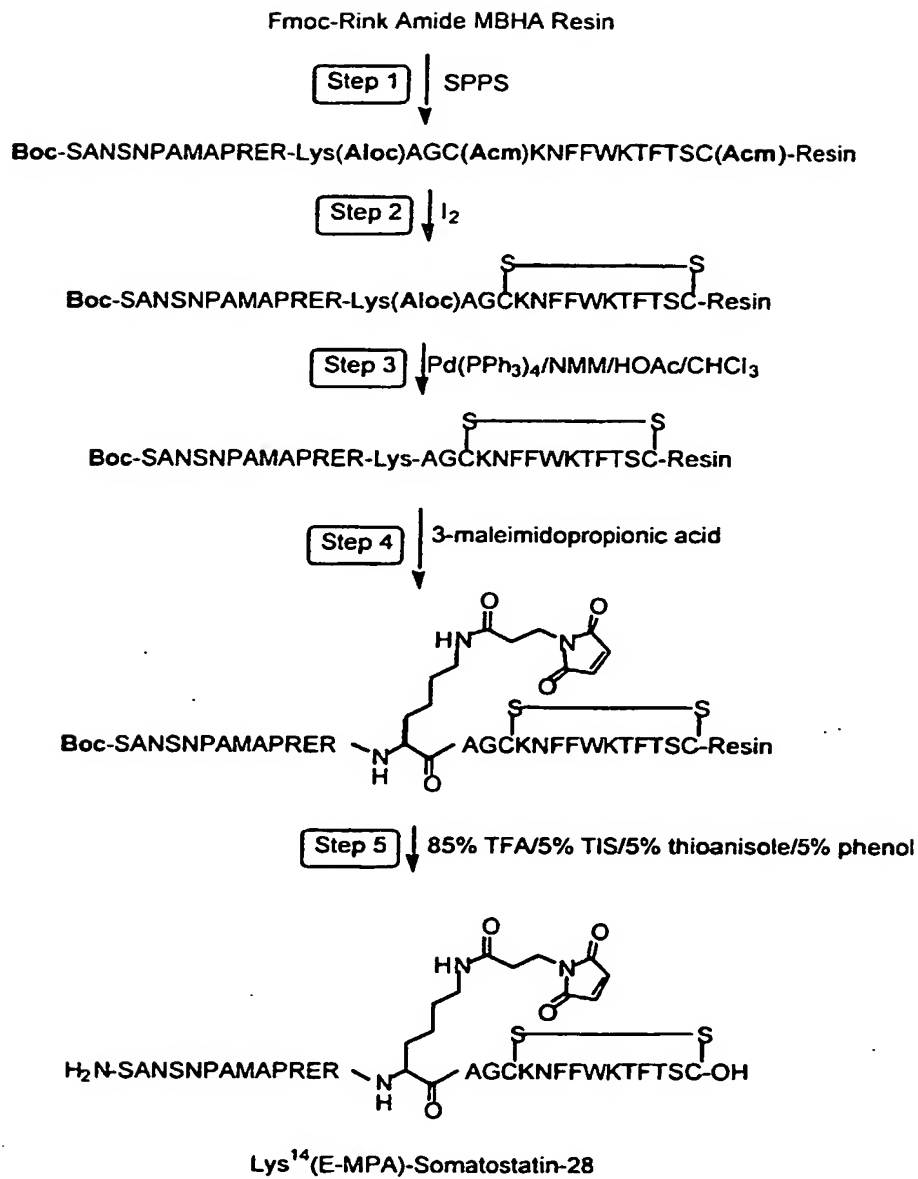 Fmoc-Rink Amide MBHA Resin
Step 1 SPPS
Boc-SANSNPAMAPRER-Lys(Aloc)AGC(Acm)KNFFWKTFTSC(Acm)-Resin
Step 2 I2
S S
Boc-SANSNPAMAPRER-Lys(Aloc)AGCKNFFWKTFTSC-Resin
Step 3 Pd(PPh3)4/NMM/HOAc/CHCl3
S S
Boc-SANSNPAMAPRER-Lys-AGCKNFFWKTFTSC-Resin
Step 4 3-maleimidopropionic acid
O O
HN N
O
S S
Boc-SANSNPAMAPRER N AGCKNFFWKTFTSC-Resin
H
O
Step 5 85% TFA/5% TIS/5% thioanisole/5% phenol
O O
HN N
O
S S
H2N-SANSNPAMAPRER N AGCKNFFWKTFTSC-OH
H
O
Lys14(E-MPA)-Somatostatin-28